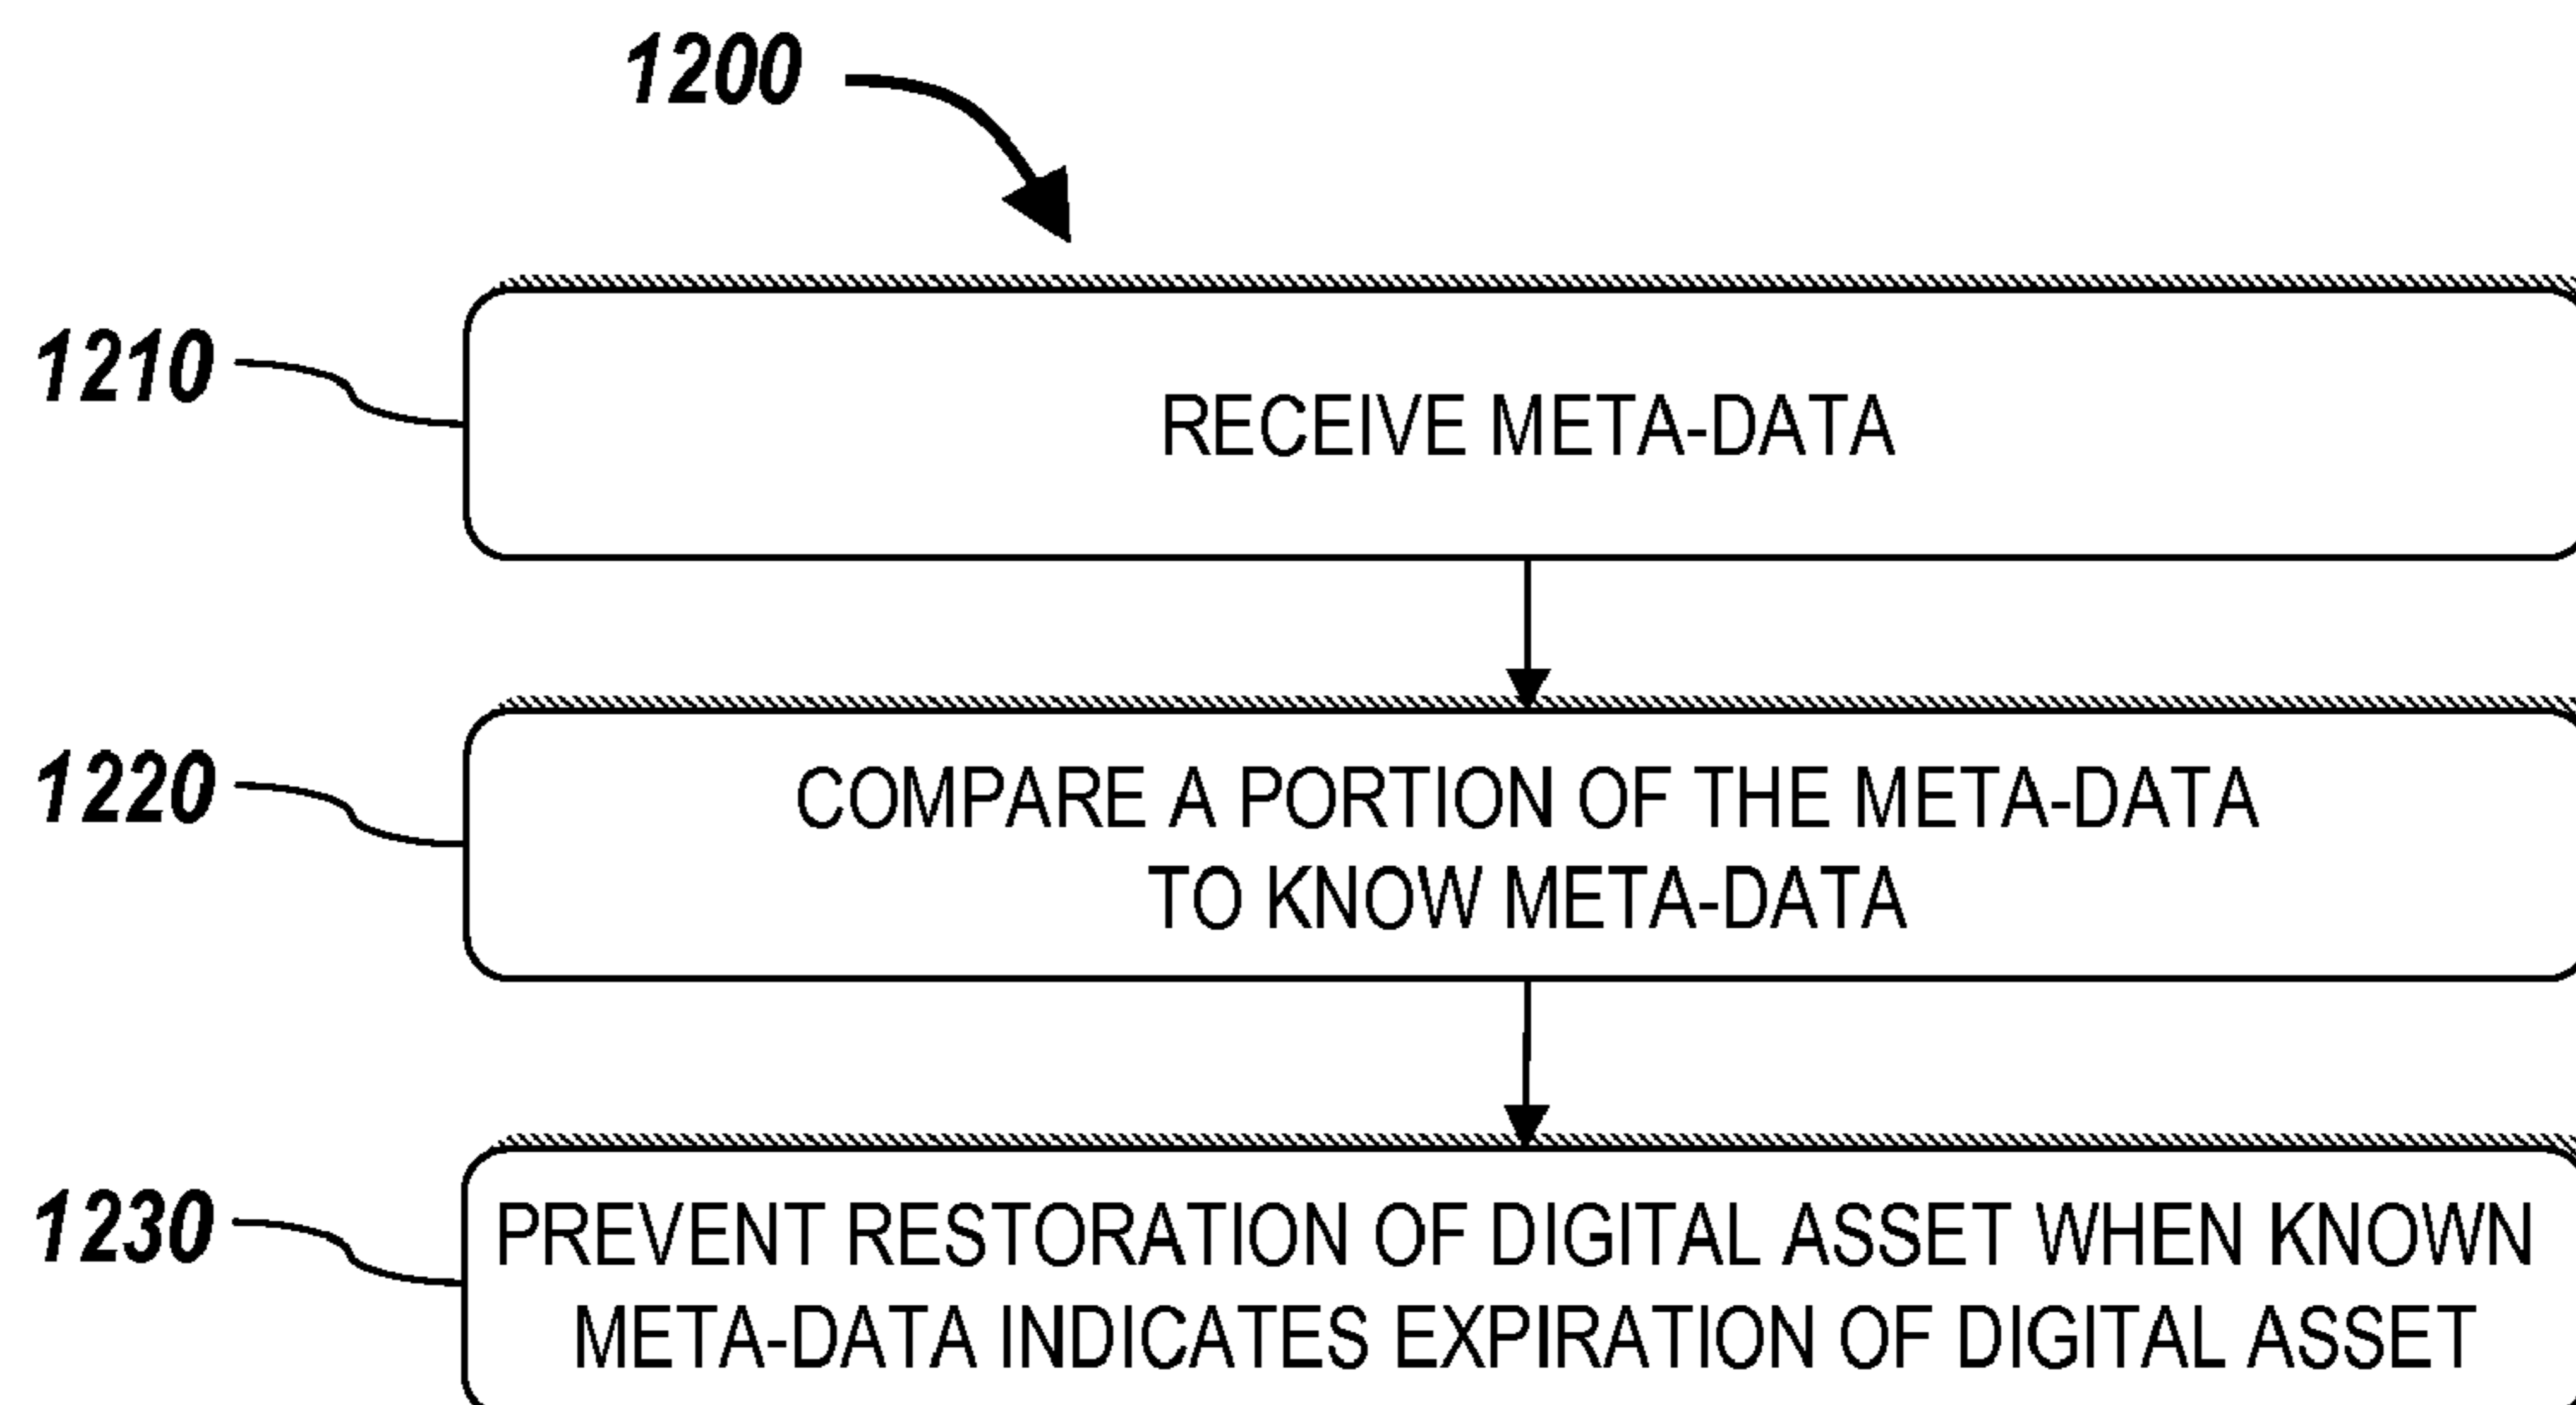 1200
1210
RECEIVE META-DATA
1220
COMPARE A PORTION OF THE META-DATA
TO KNOW META-DATA
1230
PREVENT RESTORATION OF DIGITAL ASSET WHEN KNOWN
META-DATA INDICATES EXPIRATION OF DIGITAL ASSET